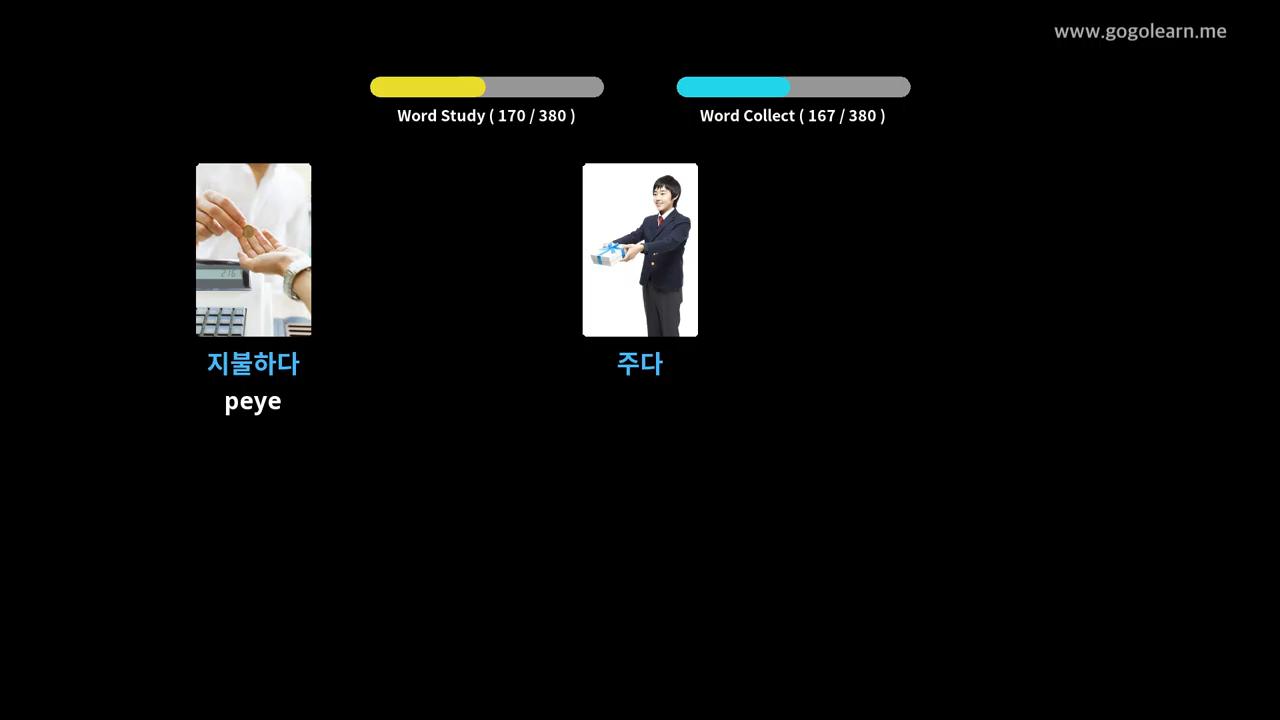 www.gogolearn.me
Word Study ( 170 / 380 )
Word Collect ( 167 / 380 )
지불하다
peye
주다